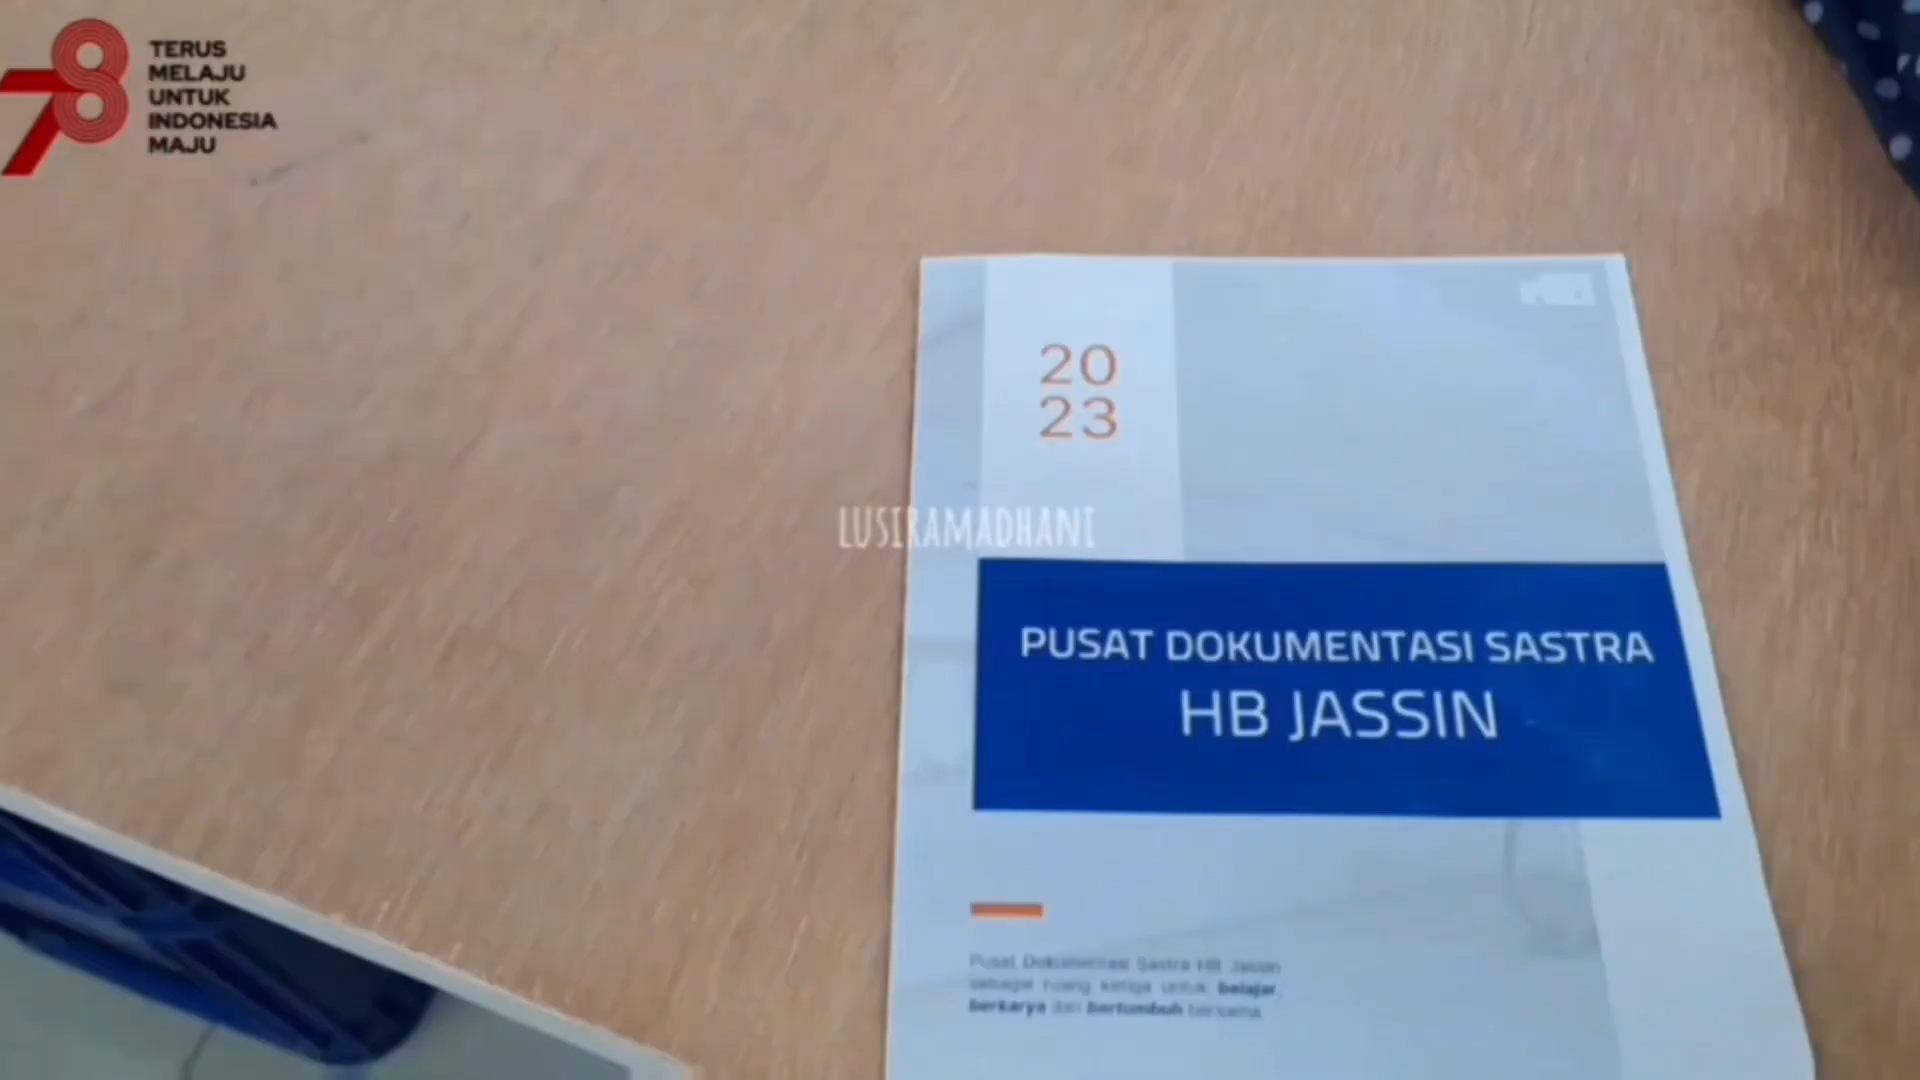 TERUS
MELAJU
UNTUK
INDONESIA
MAJU
20
23
LUSIRAMADHANI
PUSAT DOKUMENTASI SASTRA
HB JASSIN
Pusat Dokumentasi Sastra HB Jassin
sebagai ruang ketiga untuk belajar,
berkarya dan bertumbuh bersama.